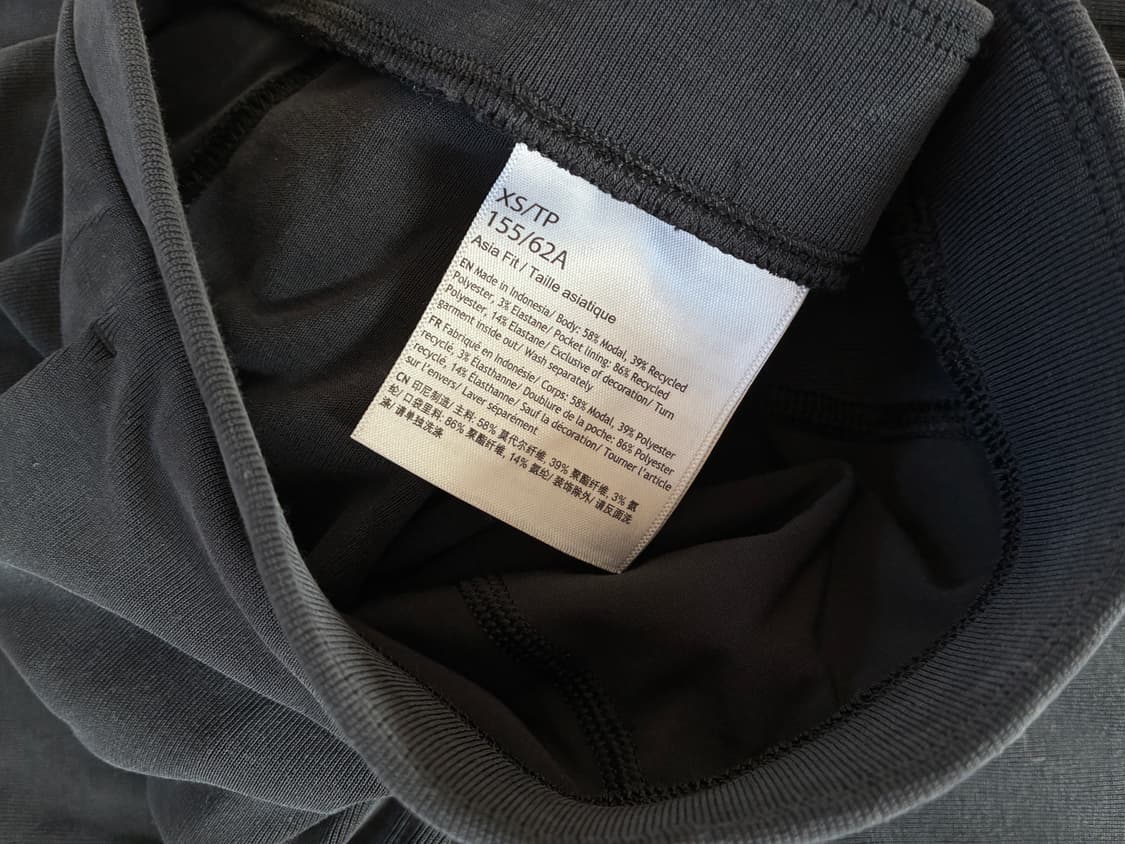 XS/TP
155/62A
Asia Fit / Taille asiatique
EN Made in Indonesia/ Body: 58% Modal, 39% Recycled
Polyester, 3% Elastane/ Pocket lining: 86% Recycled
Polyester, 14% Elastane/ Exclusive of decoration/ Turn
garment inside out/ Wash separately
FR Fabriqué en Indonésie/ Corps: 58% Modal, 39% Polyester
recyclé, 3% Élasthanne/ Doublure de la poche: 86% Polyester
recyclé, 14% Élasthanne/ Sauf la décoration/ Tourner l'article
sur l'envers/ Laver séparément
CN 印尼制造/ 主料: 58% 莫代尔纤维, 39% 聚酯纤维, 3% 氨
纶/ 口袋里料: 86% 聚酯纤维, 14% 氨纶/ 装饰除外/ 请反面洗
涤/ 请单独洗涤